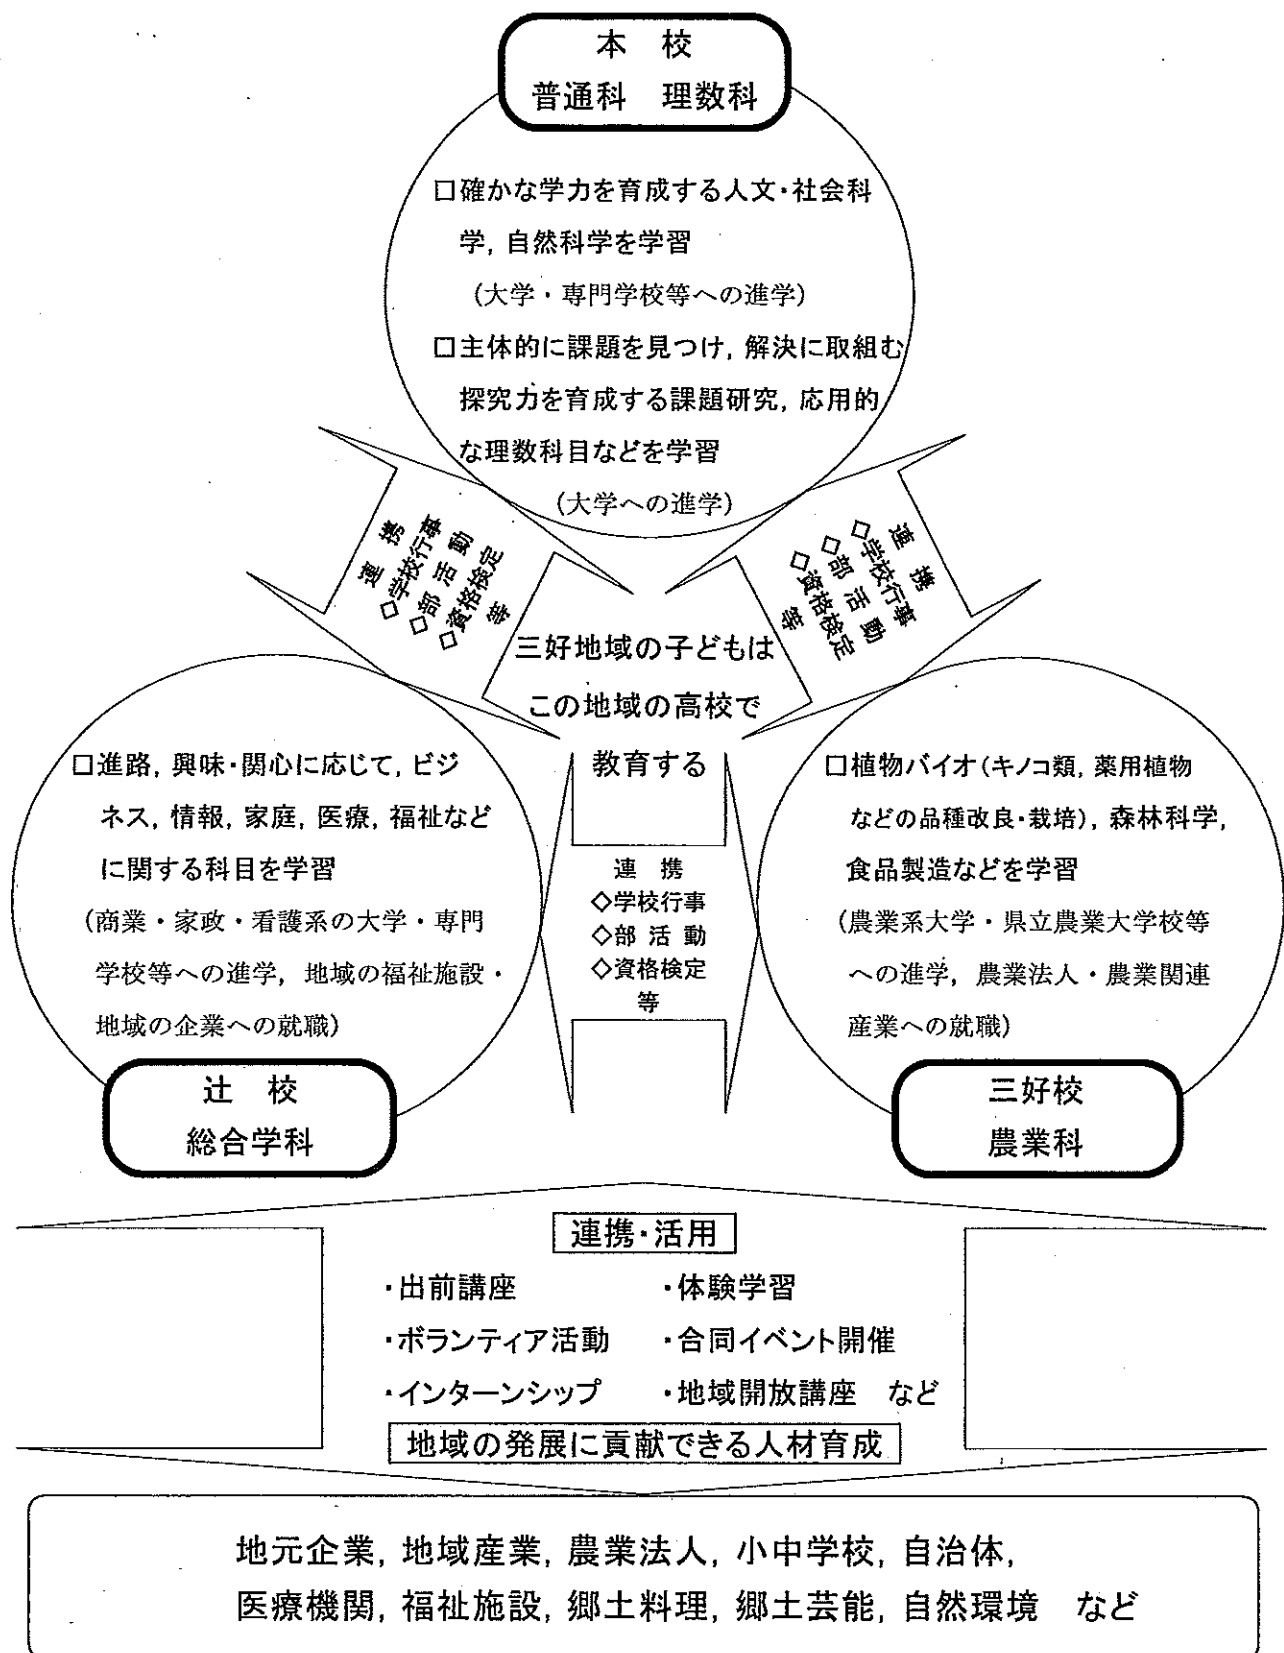 本　校
普通科　理数科
□確かな学力を育成する人文・社会科
学，自然科学を学習
（大学・専門学校等への進学）
□主体的に課題を見つけ，解決に取組む
探究力を育成する課題研究，応用的
な理数科目などを学習
（大学への進学）
連　携
◇学校行事
◇部 活 動
◇資格検定
等
連　携
◇学校行事
◇部 活 動
◇資格検定
等
三好地域の子どもは
この地域の高校で
教育する
□進路，興味・関心に応じて，ビジ
ネス，情報，家庭，医療，福祉など
に関する科目を学習
（商業・家政・看護系の大学・専門
学校等への進学，地域の福祉施設・
地域の企業への就職）
辻　校
総合学科
連　携
◇学校行事
◇部 活 動
◇資格検定
等
□植物バイオ（キノコ類，薬用植物
などの品種改良・栽培），森林科学，
食品製造などを学習
（農業系大学・県立農業大学校等
への進学，農業法人・農業関連
産業への就職）
三好校
農業科
連携・活用
・出前講座　・体験学習
・ボランティア活動　・合同イベント開催
・インターンシップ　・地域開放講座　など
地域の発展に貢献できる人材育成
地元企業，地域産業，農業法人，小中学校，自治体，
医療機関，福祉施設，郷土料理，郷土芸能，自然環境　など